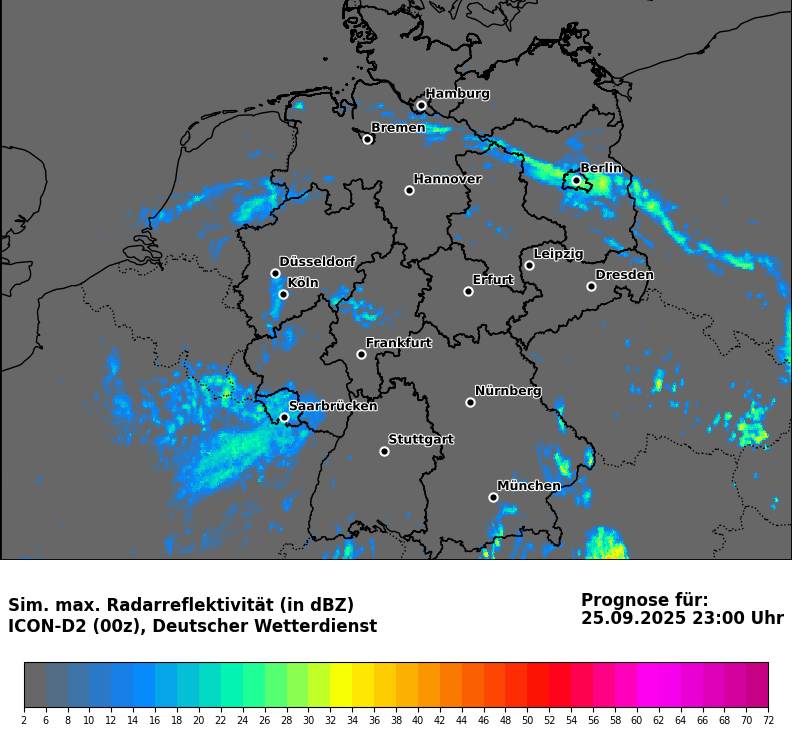 Hamburg
Bremen
Berlin
Hannover
Leipzig
Düsseldorf
Dresden
Köln
Erfurt
Frankfurt
Nürnberg
Saarbrücken
Stuttgart
München
Sim. max. Radarreflektivität (in dBZ)
ICON-D2 (00z), Deutscher Wetterdienst
Prognose für:
25.09.2025 23:00 Uhr
2 6 8 10 12 14 16 18 20 22 24 26 28 30 32 34 36 38 40 42 44 46 48 50 52 54 56 58 60 62 64 66 68 70 72